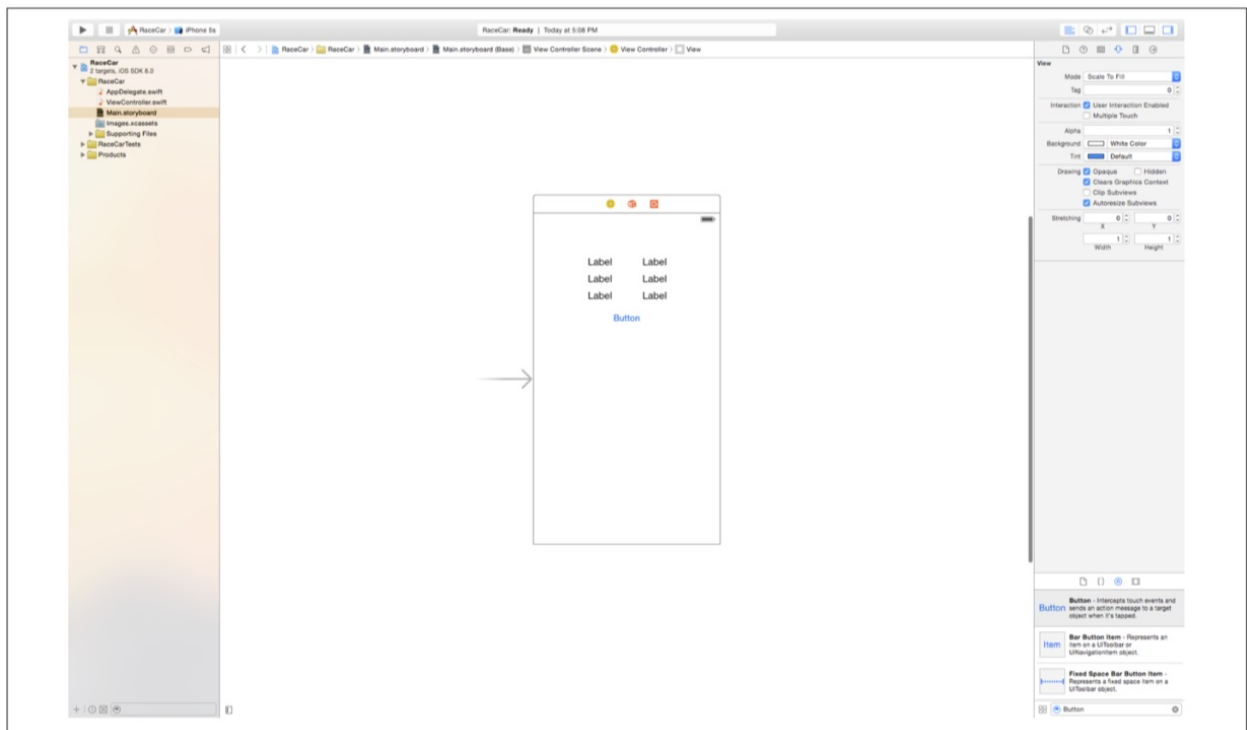 RaceCar > iPhone 5s
RaceCar: Ready | Today at 5:08 PM
RaceCar > RaceCar > Main.storyboard > Main.storyboard (Base) > View Controller Scene > View Controller > View
RaceCar
2 targets, iOS SDK 8.0
RaceCar
AppDelegate.swift
ViewController.swift
Main.storyboard
Images.xcassets
Supporting Files
RaceCarTests
Products
Label Label
Label Label
Label Label
Button
View
Mode Scale To Fill
Tag 0
Interaction User Interaction Enabled
Multiple Touch
Alpha 1
Background White Color
Tint Default
Drawing Opaque Hidden
Clears Graphics Context
Clip Subviews
Autoresize Subviews
Stretching 0 0
X Y
1 1
Width Height
Button
Button - Intercepts touch events and
sends an action message to a target
object when it's tapped.
Item
Bar Button Item - Represents an
item on a UIToolbar or
UINavigationItem object.
Fixed Space Bar Button Item -
Represents a fixed space item on a
UIToolbar object.
Button